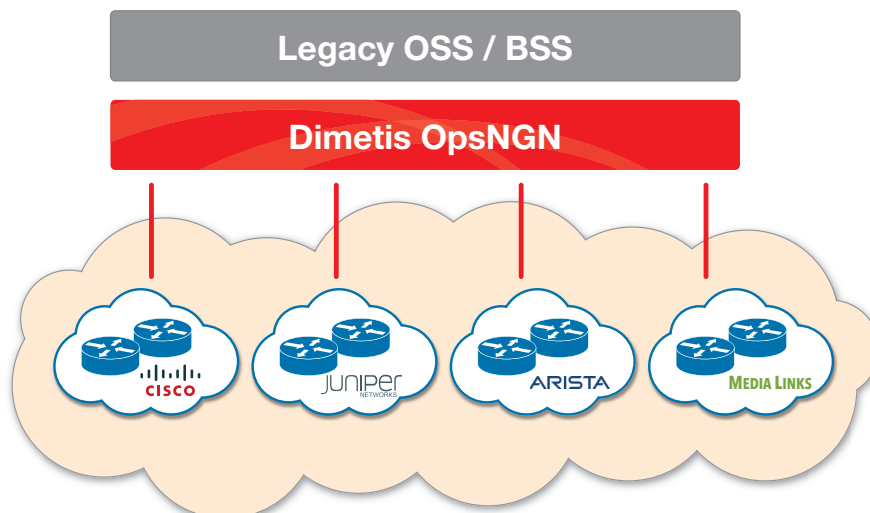 Legacy OSS / BSS
Dimetis OpsNGN
CISCO
JUNIPer
NETWORKS
ARISTA
MEDIA LINKS